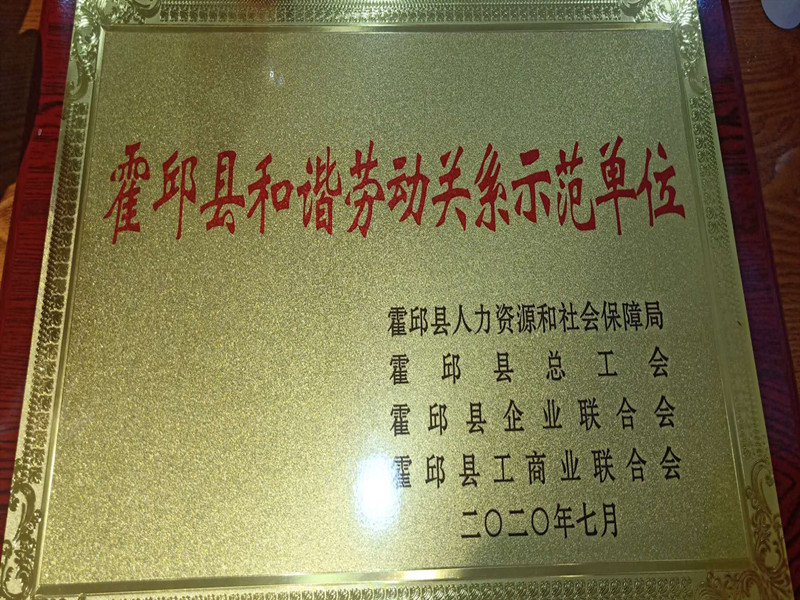 霍邱县和谐劳动关系示范单位
霍邱县人力资源和社会保障局
霍邱县总工会
霍邱县企业联合会
霍邱县工商业联合会
二〇二〇年七月